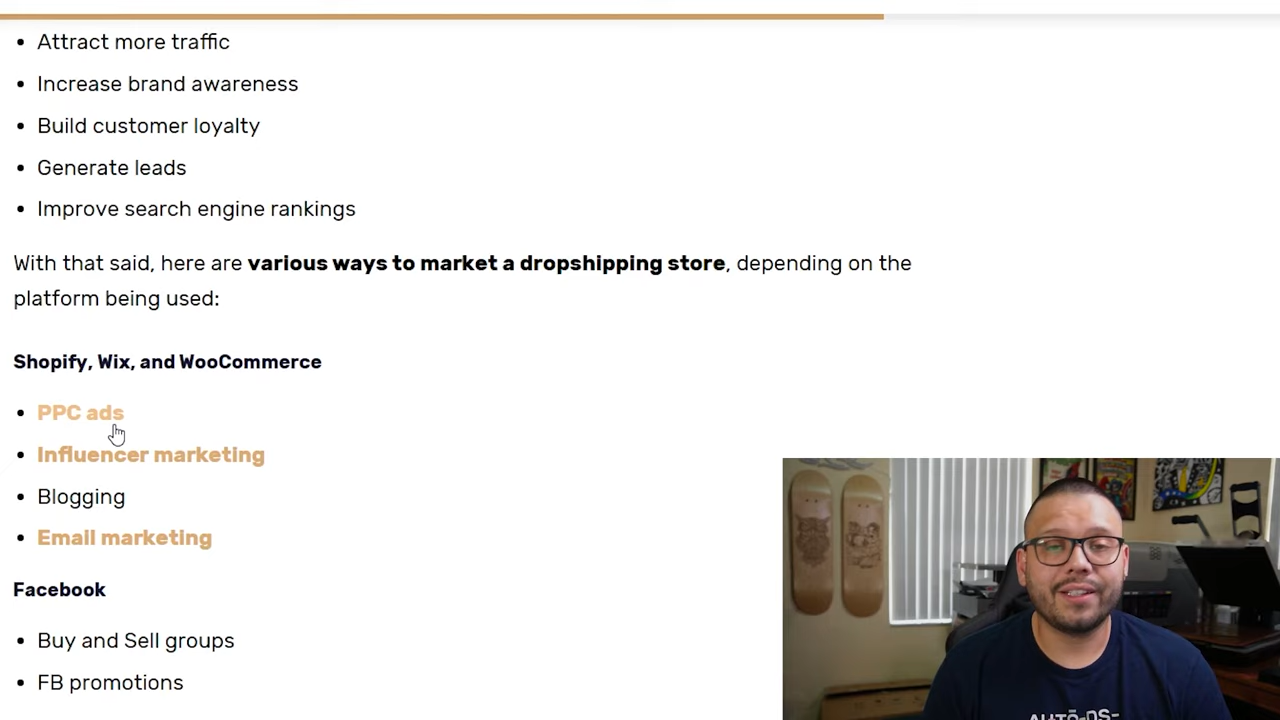 Attract more traffic
Increase brand awareness
Build customer loyalty
Generate leads
Improve search engine rankings
With that said, here are various ways to market a dropshipping store, depending on the
platform being used:
Shopify, Wix, and WooCommerce
PPC ads
Influencer marketing
Blogging
Email marketing
Facebook
Buy and Sell groups
FB promotions